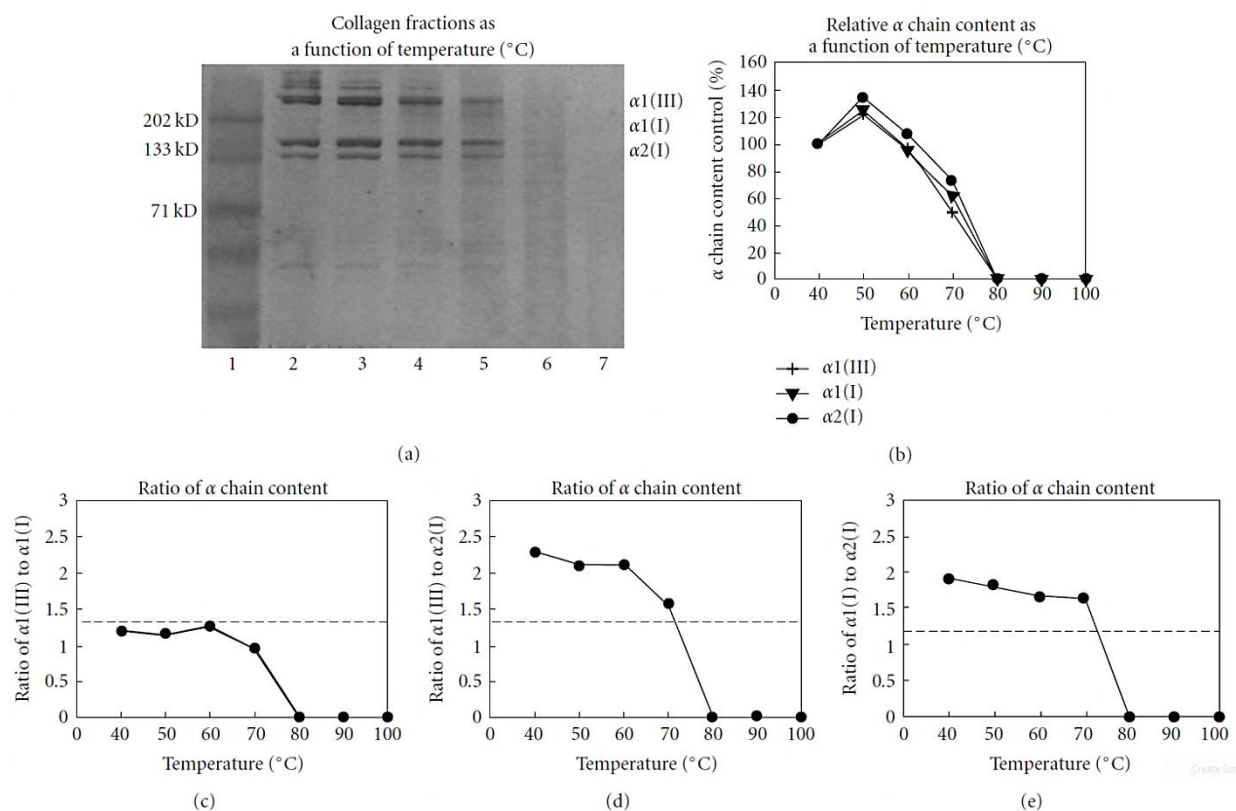 Collagen fractions as
a function of temperature (°C)
202 kD
133 kD
71 kD
α1(III)
α1(I)
α2(I)
1 2 3 4 5 6 7
(a)
Relative α chain content as
a function of temperature (°C)
α chain content control (%)
160
140
120
100
80
60
40
20
0
0 40 50 60 70 80 90 100
Temperature (°C)
α1(III)
α1(I)
α2(I)
(b)
Ratio of α chain content
Ratio of α1(III) to α1(I)
3
2.5
2
1.5
1
0.5
0
0 40 50 60 70 80 90 100
Temperature (°C)
(c)
Ratio of α chain content
Ratio of α1(III) to α2(I)
3
2.5
2
1.5
1
0.5
0
0 40 50 60 70 80 90 100
Temperature (°C)
(d)
Ratio of α chain content
Ratio of α1(I) to α2(I)
3
2.5
2
1.5
1
0.5
0
0 40 50 60 70 80 90 100
Temperature (°C)
(e)
Create Scr